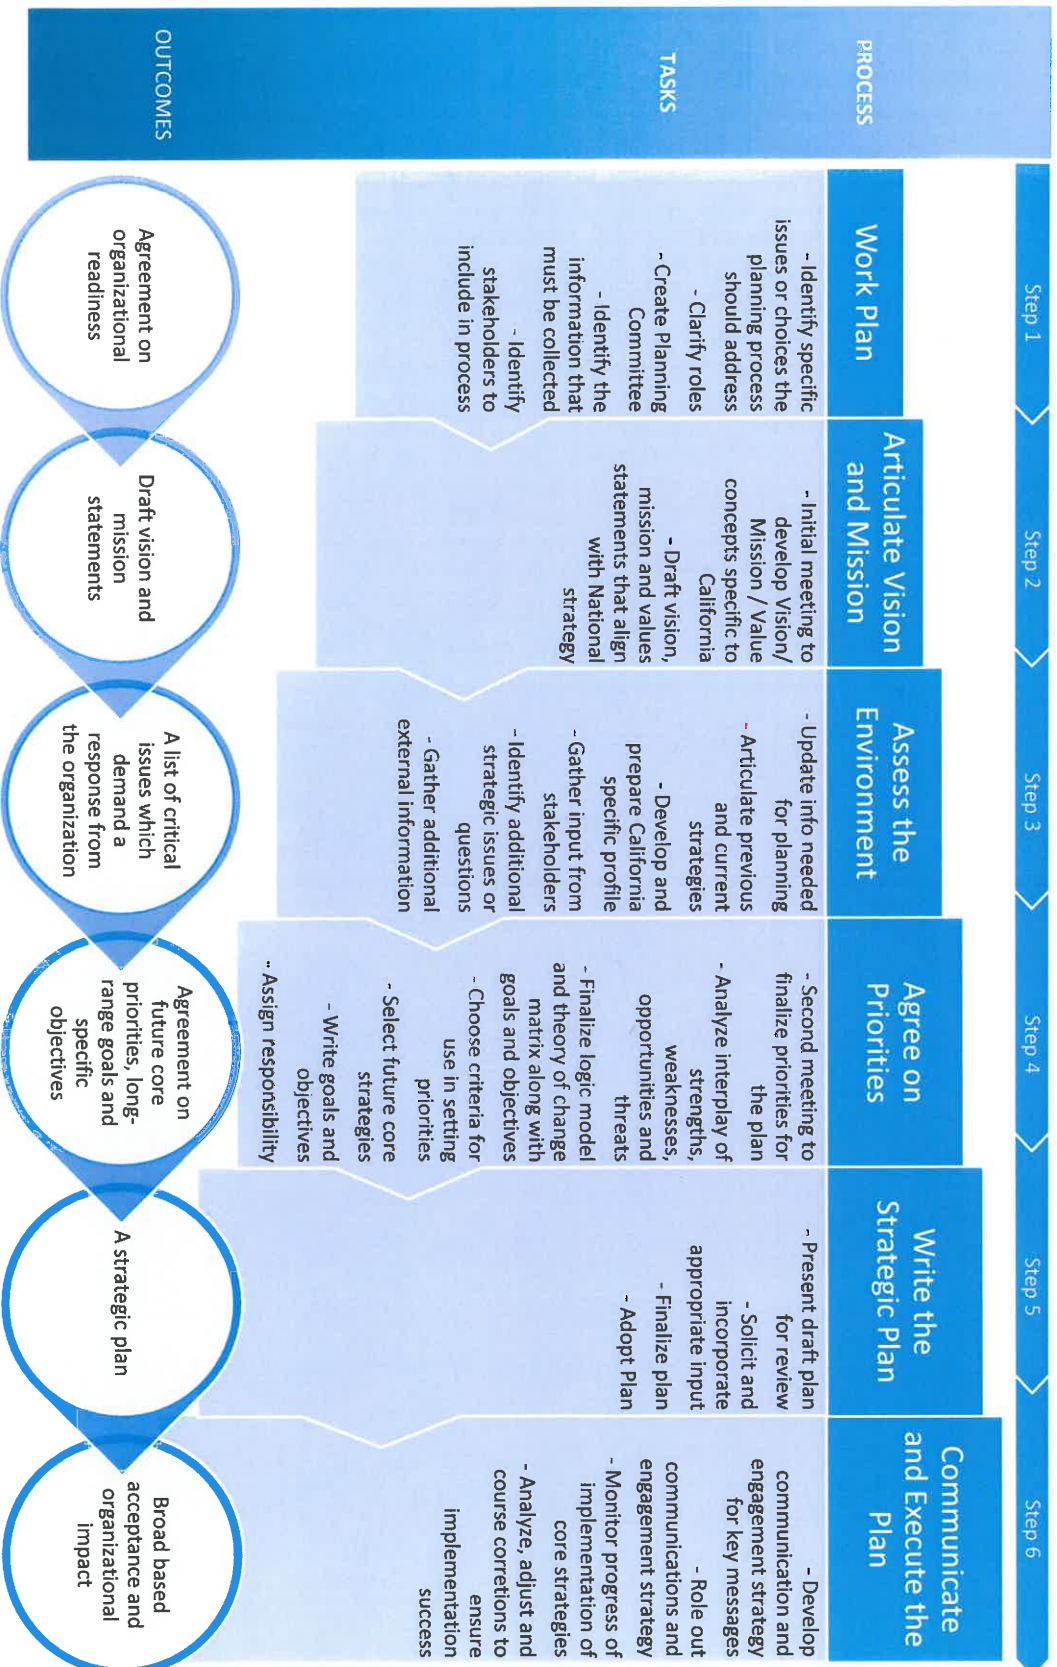 Step 1
Step 2
Step 3
Step 4
Step 5
Step 6
PROCESS
Work Plan
Articulate Vision
and Mission
Assess the
Environment
Agree on
Priorities
Write the
Strategic Plan
Communicate
and Execute the
Plan
TASKS
- Identify specific
issues or choices the
planning process
should address
- Clarify roles
- Create Planning
Committee
- Identify the
information that
must be collected
- Identify
stakeholders to
include in process
- Initial meeting to
develop Vision/
Mission / Value
concepts specific to
California
- Draft vision,
mission and values
statements that align
with National
strategy
- Update info needed
for planning
- Articulate previous
and current
strategies
- Develop and
prepare California
specific profile
- Gather input from
stakeholders
- Identify additional
strategic issues or
questions
- Gather additional
external information
- Second meeting to
finalize priorities for
the plan
- Analyze interplay of
strengths,
weaknesses,
opportunities and
threats
- Finalize logic model
and theory of change
matrix along with
goals and objectives
- Choose criteria for
use in setting
priorities
- Select future core
strategies
- Write goals and
objectives
- Assign responsibility
- Present draft plan
for review
- Solicit and
incorporate
appropriate input
- Finalize plan
- Adopt Plan
- Develop
communication and
engagement strategy
for key messages
- Role out
communications and
engagement strategy
- Monitor progress of
implementation of
core strategies
- Analyze, adjust and
course corretions to
ensure
implementation
success
OUTCOMES
Agreement on
organizational
readiness
Draft vision and
mission
statements
A list of critical
issues which
demand a
response from
the organization
Agreement on
future core
priorities, long-
range goals and
specific
objectives
A strategic plan
Broad based
acceptance and
organizational
impact